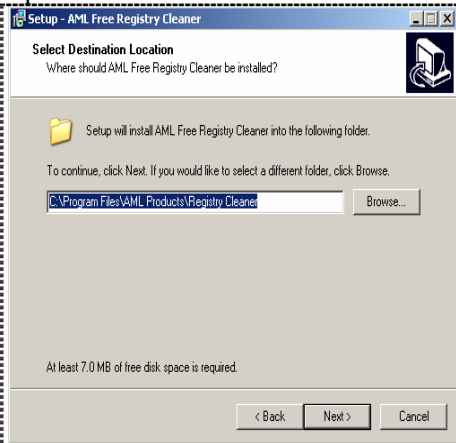 Setup - AML Free Registry Cleaner
Select Destination Location
Where should AML Free Registry Cleaner be installed?
Setup will install AML Free Registry Cleaner into the following folder.
To continue, click Next. If you would like to select a different folder, click Browse.
C:\Program Files\AML Products\Registry Cleaner
Browse...
At least 7.0 MB of free disk space is required.
< Back
Next >
Cancel